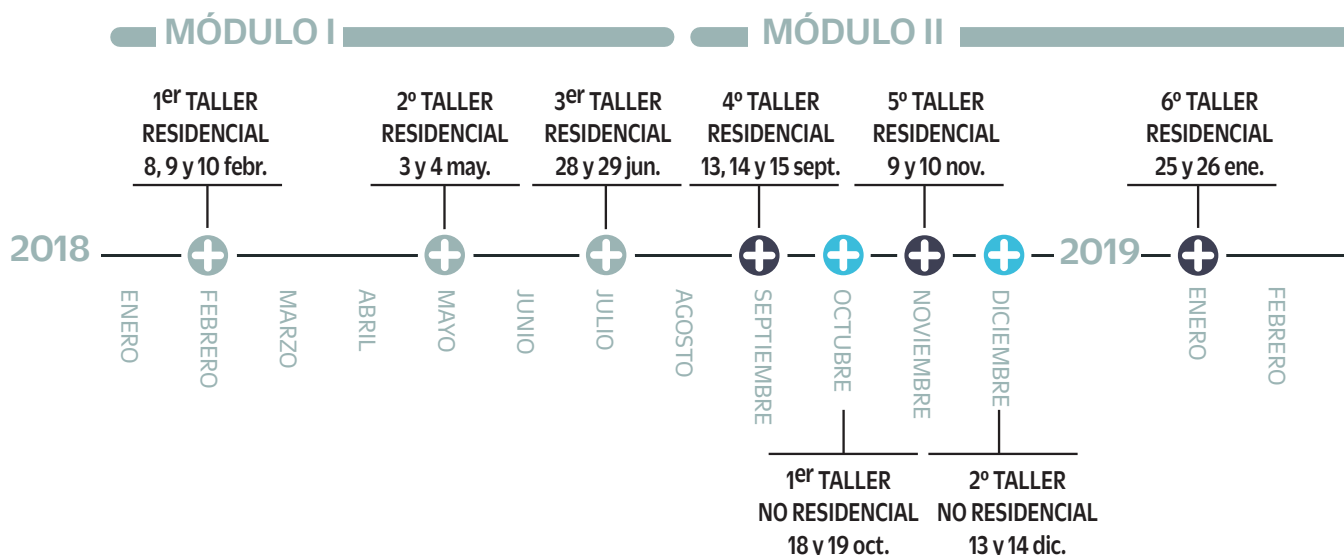 MÓDULO I
MÓDULO II
1er TALLER
RESIDENCIAL
8, 9 y 10 febr.
2º TALLER
RESIDENCIAL
3 y 4 may.
3er TALLER
RESIDENCIAL
28 y 29 jun.
4º TALLER
RESIDENCIAL
13, 14 y 15 sept.
5º TALLER
RESIDENCIAL
9 y 10 nov.
6º TALLER
RESIDENCIAL
25 y 26 ene.
2018
2019
ENERO
FEBRERO
MARZO
ABRIL
MAYO
JUNIO
JULIO
AGOSTO
SEPTIEMBRE
OCTUBRE
NOVIEMBRE
DICIEMBRE
ENERO
FEBRERO
1er TALLER
NO RESIDENCIAL
18 y 19 oct.
2º TALLER
NO RESIDENCIAL
13 y 14 dic.